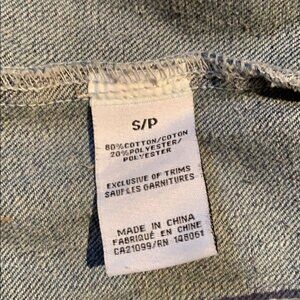 S/P
80% COTTON/COTON
20% POLYESTER/
POLYESTER
EXCLUSIVE OF TRIMS
SAUF LES GARNITURES
MADE IN CHINA
FABRIQUÉ EN CHINE
CA21099/RN 146061